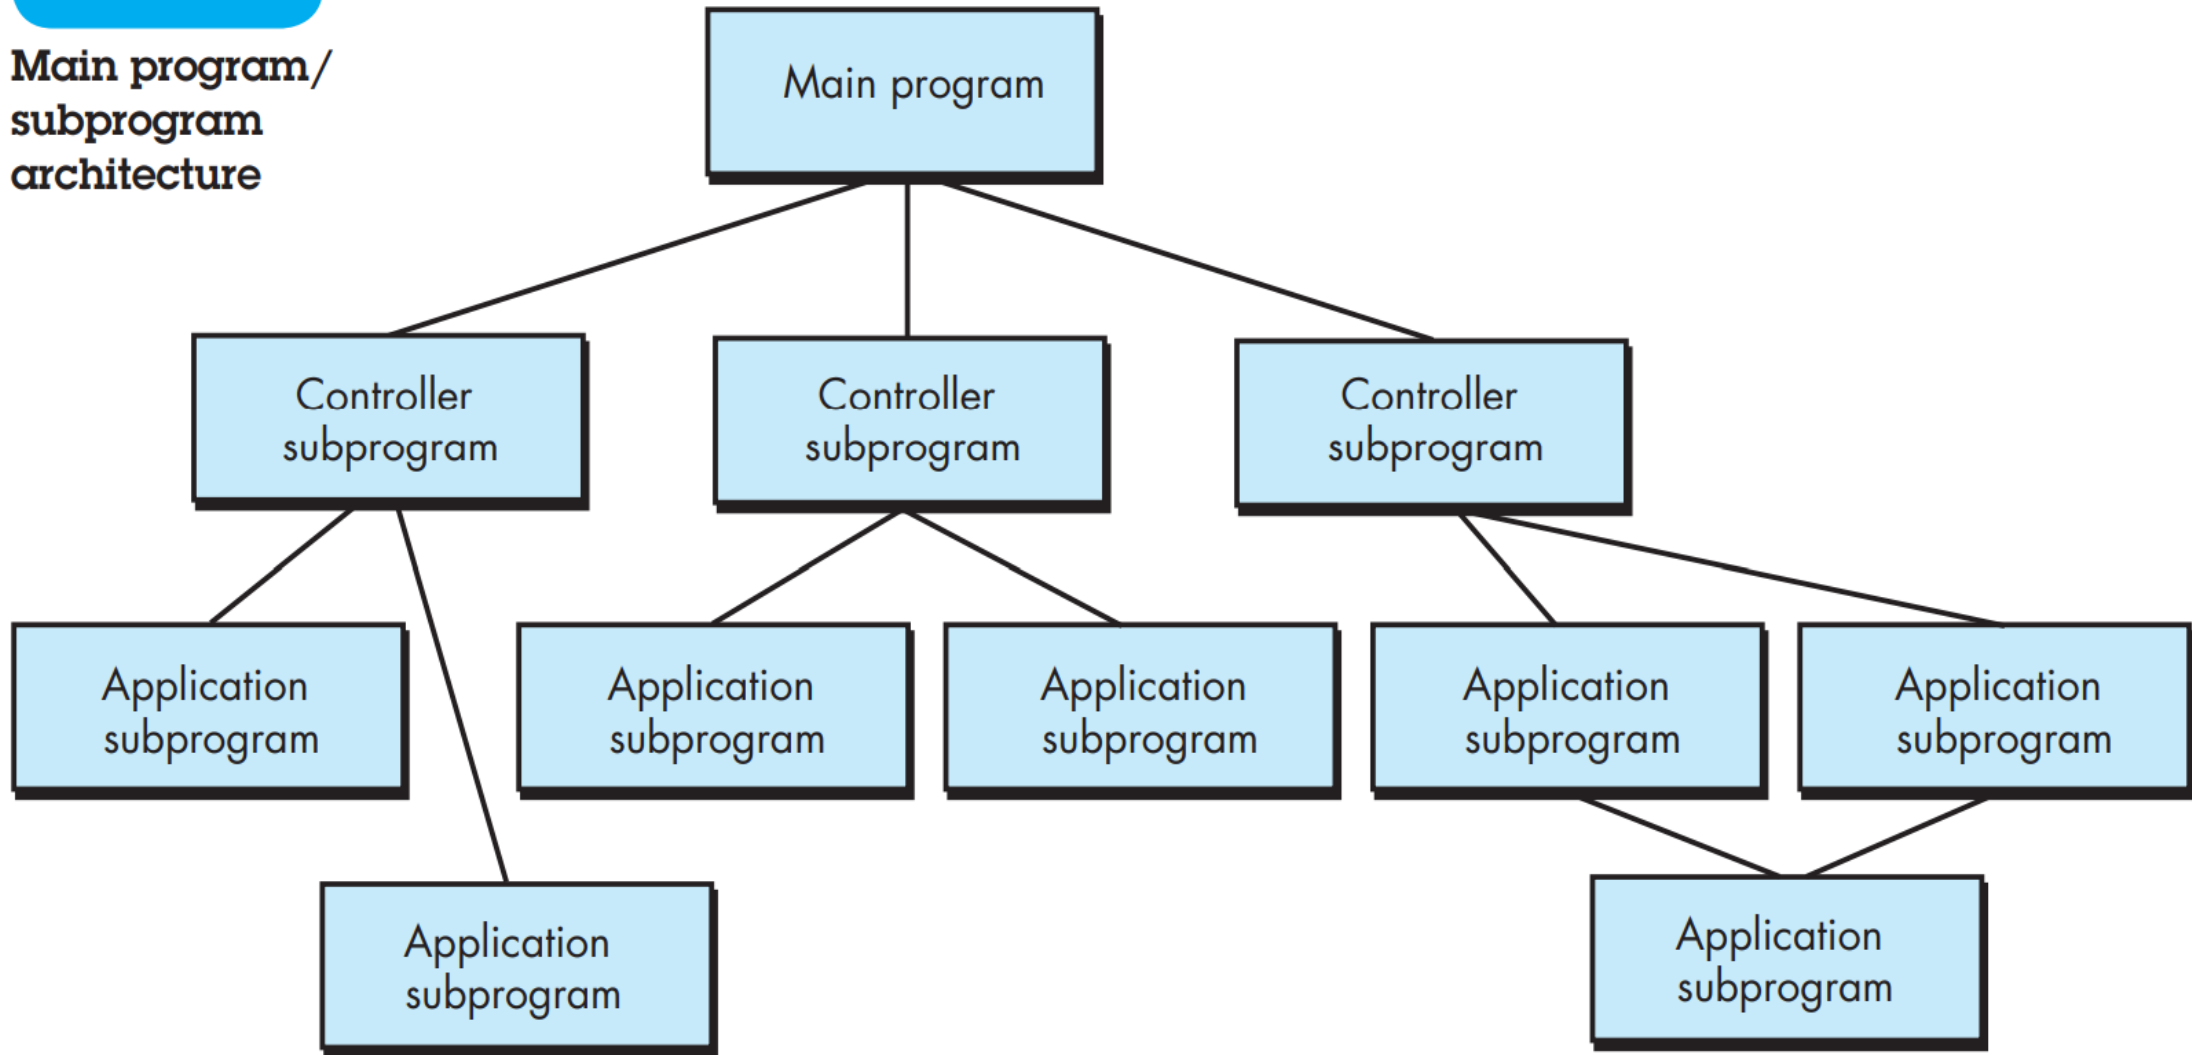 Main program/
subprogram
architecture
Main program
Controller
subprogram
Controller
subprogram
Controller
subprogram
Application
subprogram
Application
subprogram
Application
subprogram
Application
subprogram
Application
subprogram
Application
subprogram
Application
subprogram